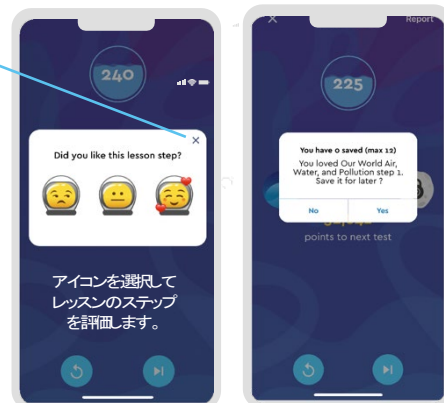 240
Did you like this lesson step?
アイコンを選択して
レッスンのステップ
を評価します。
Report
225
You have 0 saved (max 12)
You loved Our World Air,
Water, and Pollution step 1.
Save it for later ?
No
Yes
points to next test